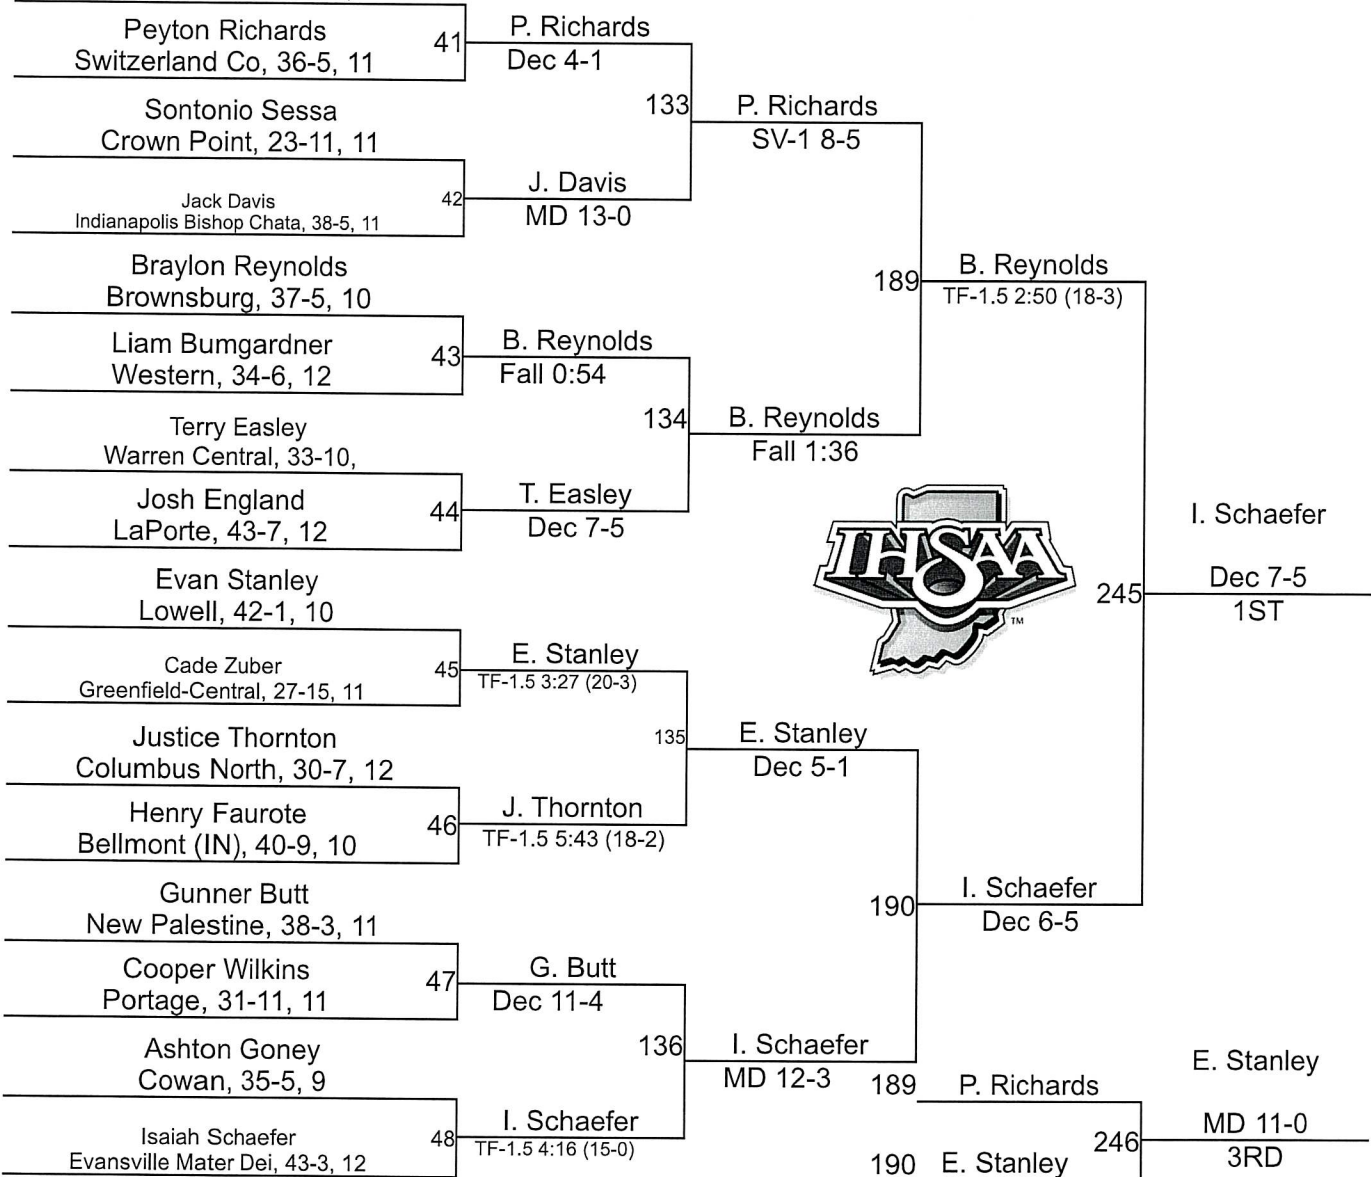 Peyton Richards
Switzerland Co, 36-5, 11
41
P. Richards
Dec 4-1
Sontonio Sessa
Crown Point, 23-11, 11
133
P. Richards
SV-1 8-5
Jack Davis
Indianapolis Bishop Chata, 38-5, 11
42
J. Davis
MD 13-0
Braylon Reynolds
Brownsburg, 37-5, 10
189
B. Reynolds
TF-1.5 2:50 (18-3)
Liam Bumgardner
Western, 34-6, 12
43
B. Reynolds
Fall 0:54
Terry Easley
Warren Central, 33-10,
134
B. Reynolds
Fall 1:36
Josh England
LaPorte, 43-7, 12
44
T. Easley
Dec 7-5
IHSAA
TM
I. Schaefer
Dec 7-5
1ST
245
Evan Stanley
Lowell, 42-1, 10
Cade Zuber
Greenfield-Central, 27-15, 11
45
E. Stanley
TF-1.5 3:27 (20-3)
Justice Thornton
Columbus North, 30-7, 12
135
E. Stanley
Dec 5-1
Henry Faurote
Bellmont (IN), 40-9, 10
46
J. Thornton
TF-1.5 5:43 (18-2)
Gunner Butt
New Palestine, 38-3, 11
190
I. Schaefer
Dec 6-5
Cooper Wilkins
Portage, 31-11, 11
47
G. Butt
Dec 11-4
Ashton Goney
Cowan, 35-5, 9
136
I. Schaefer
MD 12-3
Isaiah Schaefer
Evansville Mater Dei, 43-3, 12
48
I. Schaefer
TF-1.5 4:16 (15-0)
189
P. Richards
190
E. Stanley
246
E. Stanley
MD 11-0
3RD